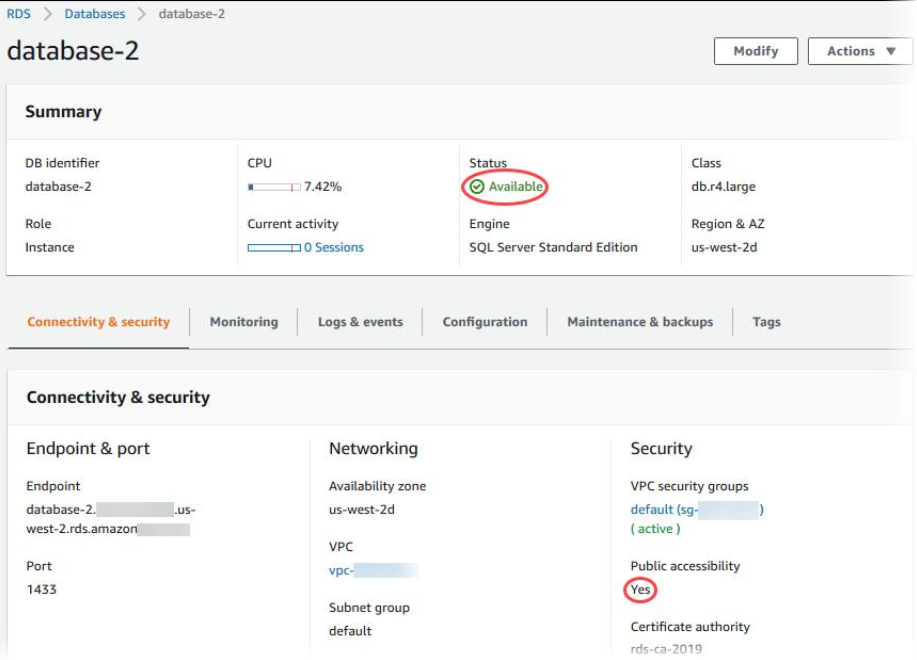 RDS > Databases > database-2
database-2
Modify
Actions ▼
Summary
DB identifier
database-2
CPU
7.42%
Status
Available
Class
db.r4.large
Role
Instance
Current activity
0 Sessions
Engine
SQL Server Standard Edition
Region & AZ
us-west-2d
Connectivity & security
Monitoring
Logs & events
Configuration
Maintenance & backups
Tags
Connectivity & security
Endpoint & port
Endpoint
database-2. .us-
west-2.rds.amazon
Port
1433
Networking
Availability zone
us-west-2d
VPC
vpc-
Subnet group
default
Security
VPC security groups
default (sg- )
( active )
Public accessibility
Yes
Certificate authority
rds-ca-2019